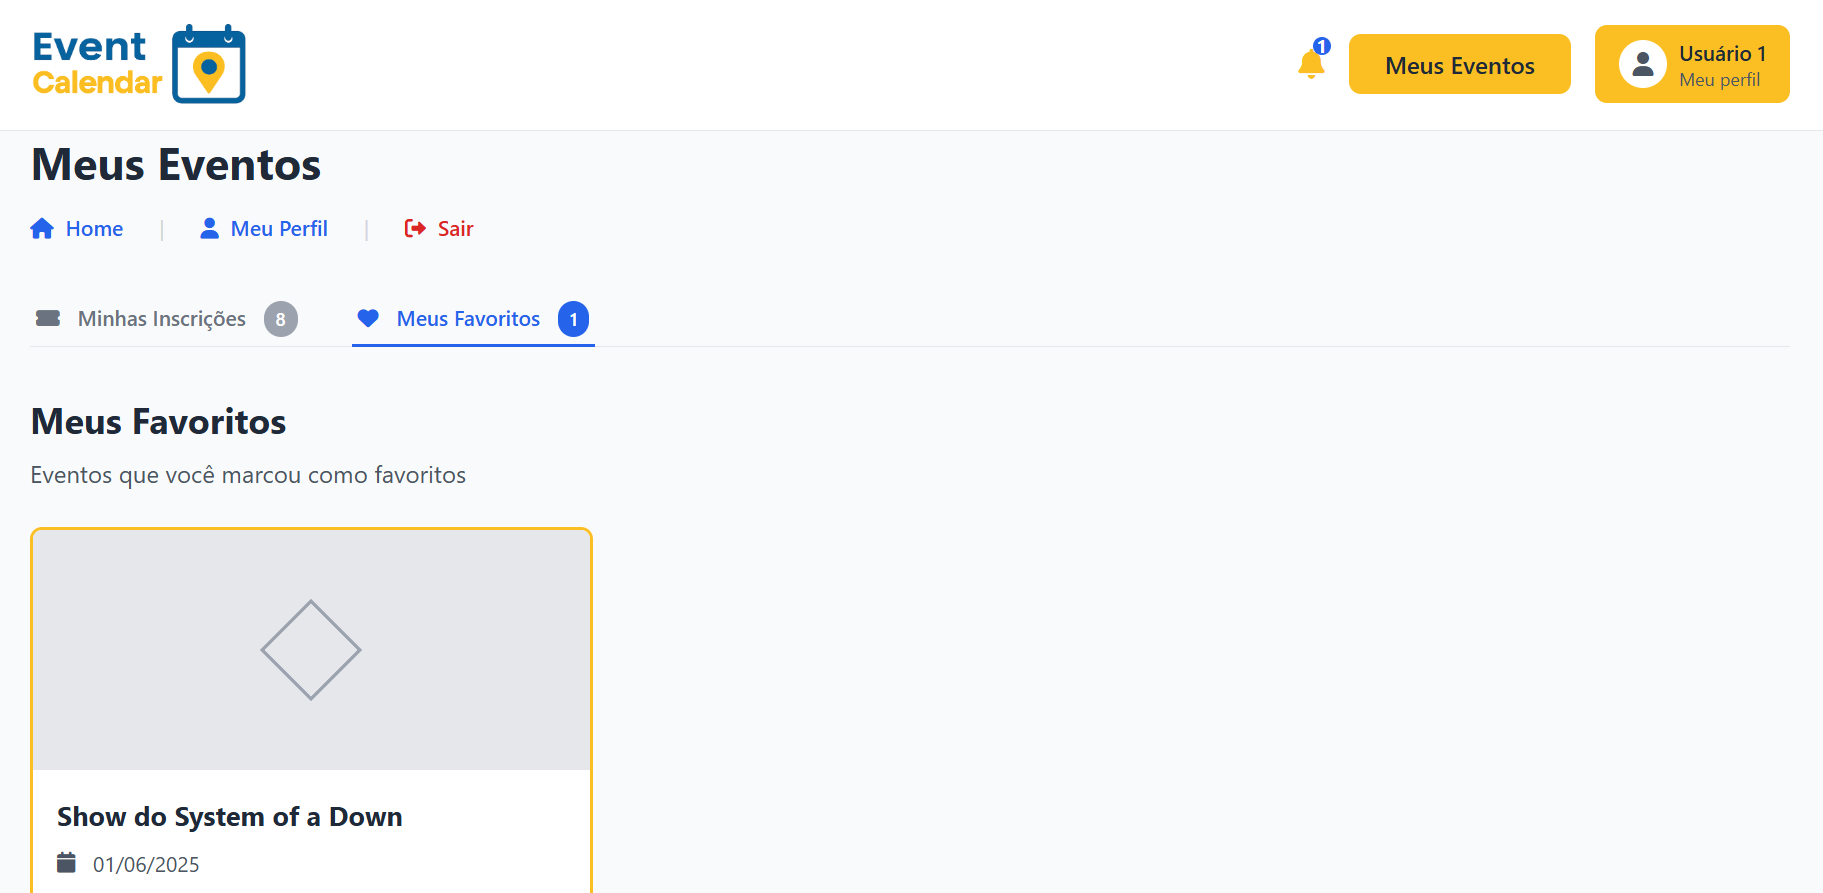 Event
Calendar
1
Meus Eventos
Usuário 1
Meu perfil
Meus Eventos
Home | Meu Perfil | Sair
Minhas Inscrições 8 Meus Favoritos 1
Meus Favoritos
Eventos que você marcou como favoritos
Show do System of a Down
01/06/2025